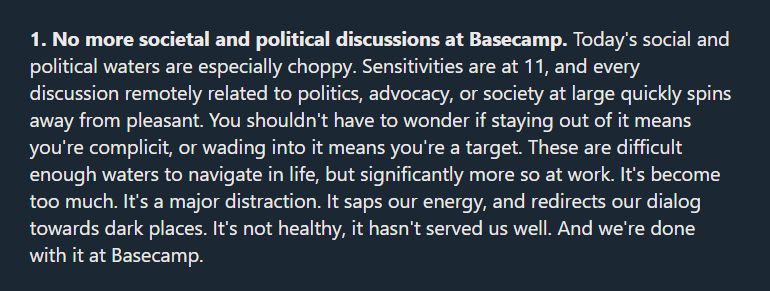 1. No more societal and political discussions at Basecamp. Today's social and
political waters are especially choppy. Sensitivities are at 11, and every
discussion remotely related to politics, advocacy, or society at large quickly spins
away from pleasant. You shouldn't have to wonder if staying out of it means
you're complicit, or wading into it means you're a target. These are difficult
enough waters to navigate in life, but significantly more so at work. It's become
too much. It's a major distraction. It saps our energy, and redirects our dialog
towards dark places. It's not healthy, it hasn't served us well. And we're done
with it at Basecamp.